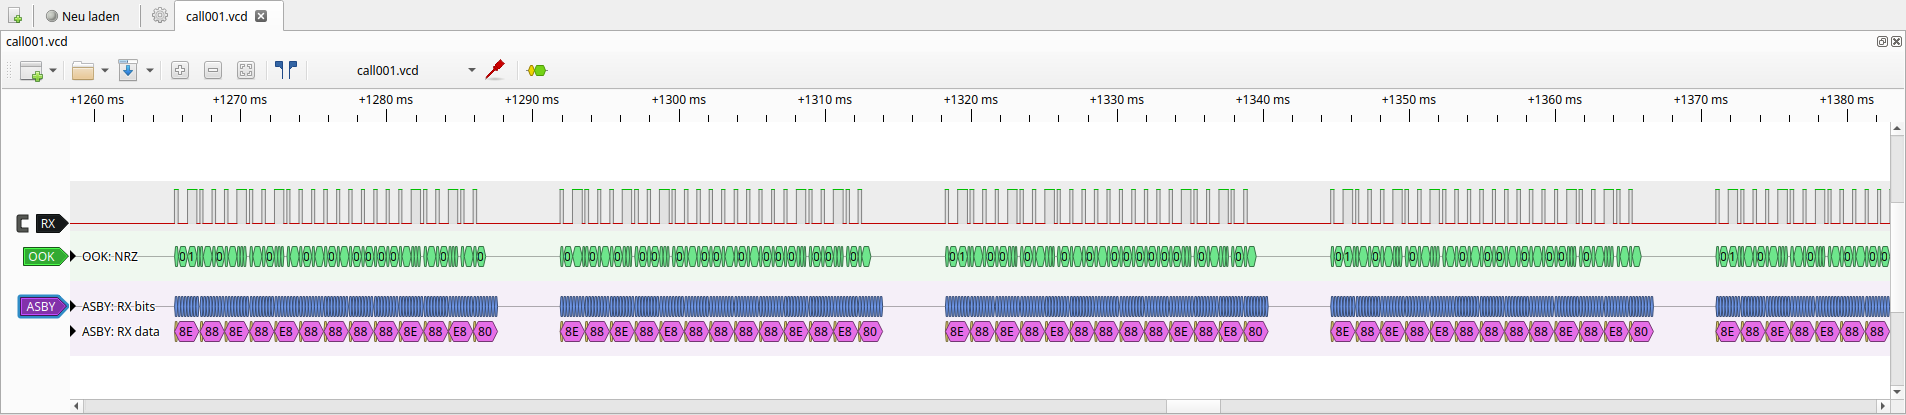 Neu laden call001.vcd
call001.vcd
call001.vcd
+1260 ms +1270 ms +1280 ms +1290 ms +1300 ms +1310 ms +1320 ms +1330 ms +1340 ms +1350 ms +1360 ms +1370 ms +1380 ms
RX
OOK OOK: NRZ
ASBY ASBY: RX bits
ASBY: RX data 8E 88 8E 88 E8 88 88 88 88 8E 88 E8 80 8E 88 8E 88 E8 88 88 88 88 8E 88 E8 80 8E 88 8E 88 E8 88 88 88 88 8E 88 E8 80 8E 88 8E 88 E8 88 88 88 88 8E 88 E8 80 8E 88 8E 88 E8 88 88